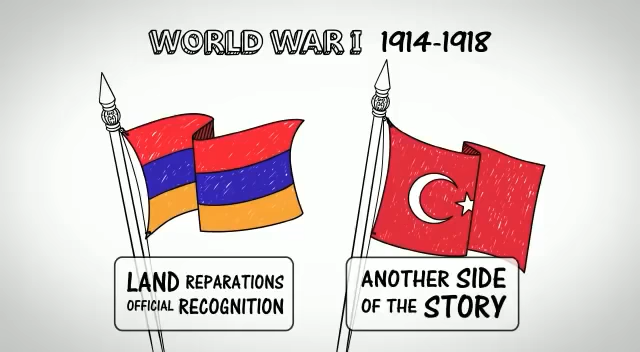 WORLD WAR I 1914-1918
LAND REPARATIONS
OFFICIAL RECOGNITION
ANOTHER SIDE
OF THE STORY